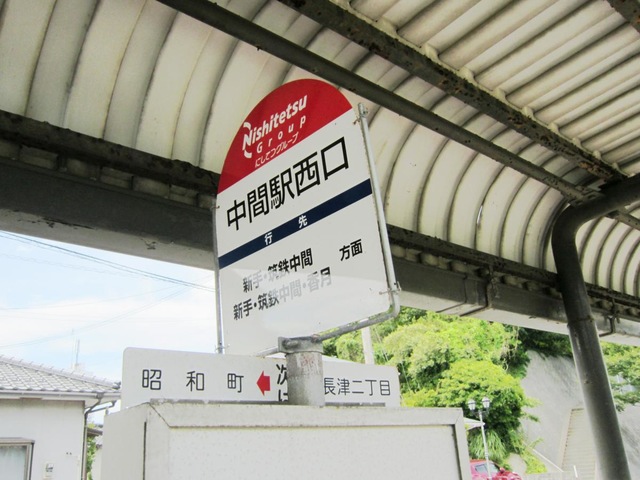 Nishitetsu
Group
にしてつグループ
中間駅西口
行先
新手・筑鉄中間 方面
新手・筑鉄中間・香月
昭和町 次は 長津二丁目